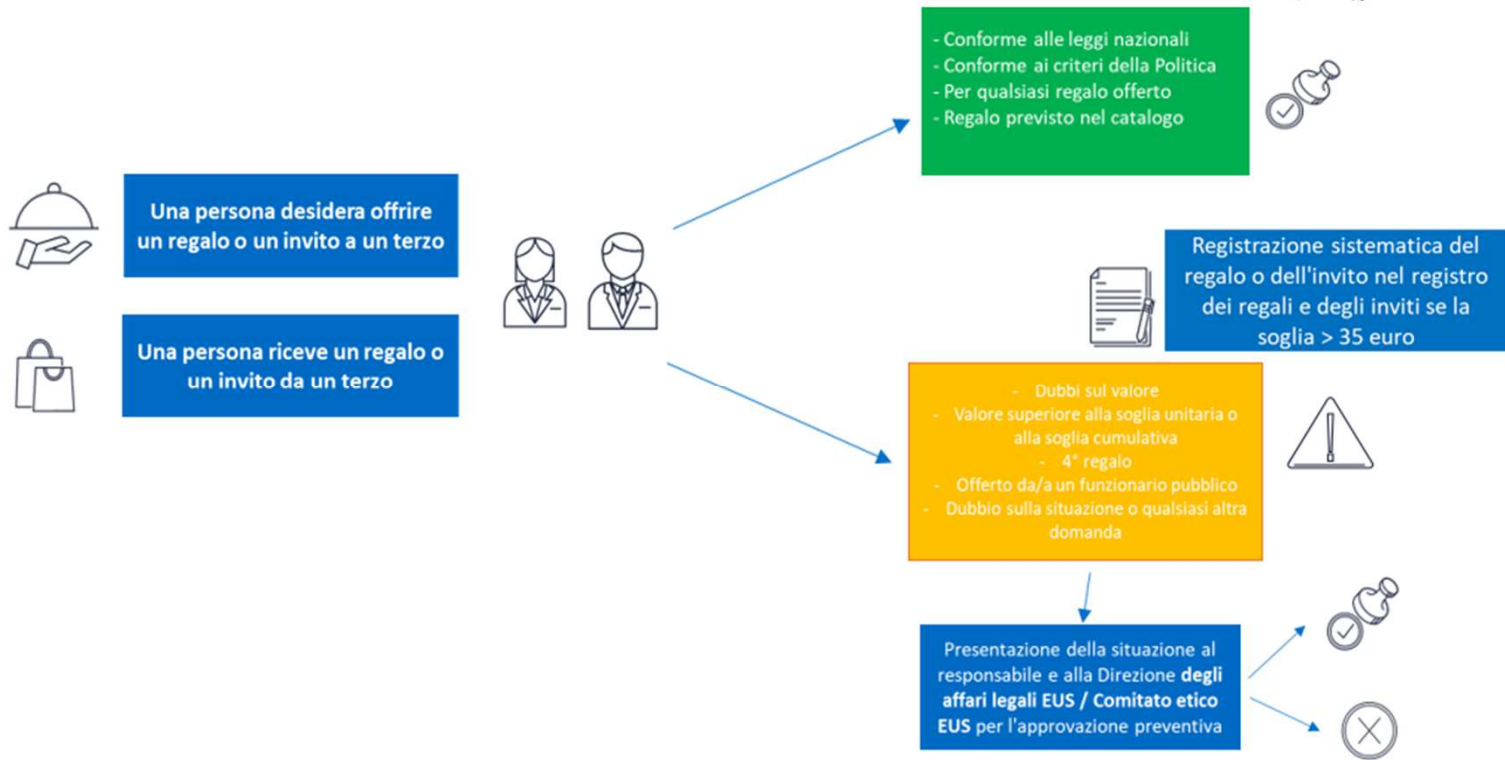 Una persona desidera offrire
un regalo o un invito a un terzo
Una persona riceve un regalo o
un invito da un terzo
- Conforme alle leggi nazionali
- Conforme ai criteri della Politica
- Per qualsiasi regalo offerto
- Regalo previsto nel catalogo
Registrazione sistematica del
regalo o dell'invito nel registro
dei regali e degli inviti se la
soglia > 35 euro
- Dubbi sul valore
- Valore superiore alla soglia unitaria o
alla soglia cumulativa
- 4° regalo
- Offerto da/a un funzionario pubblico
- Dubbio sulla situazione o qualsiasi altra
domanda
Presentazione della situazione al
responsabile e alla Direzione degli
affari legali EUS / Comitato etico
EUS per l'approvazione preventiva